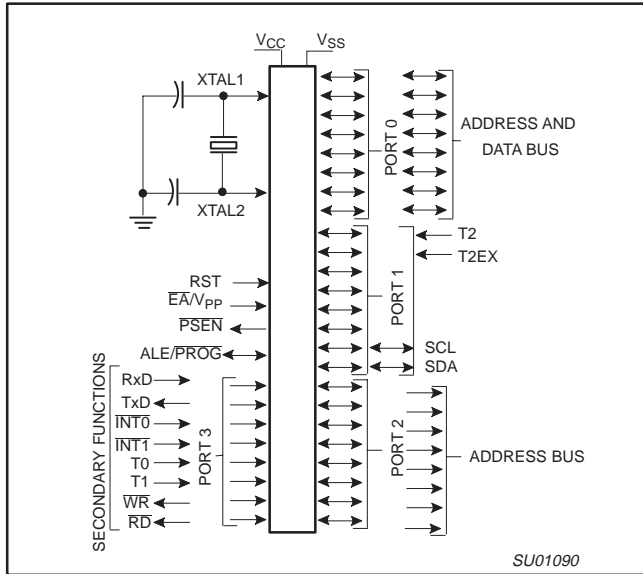 VCC VSS
XTAL1
XTAL2
PORT 0
ADDRESS AND
DATA BUS
PORT 1
T2
T2EX
SCL
SDA
RST
EA/VPP
PSEN
ALE/PROG
SECONDARY FUNCTIONS
RxD
TxD
INT0
INT1
T0
T1
WR
RD
PORT 3
PORT 2
ADDRESS BUS
SU01090